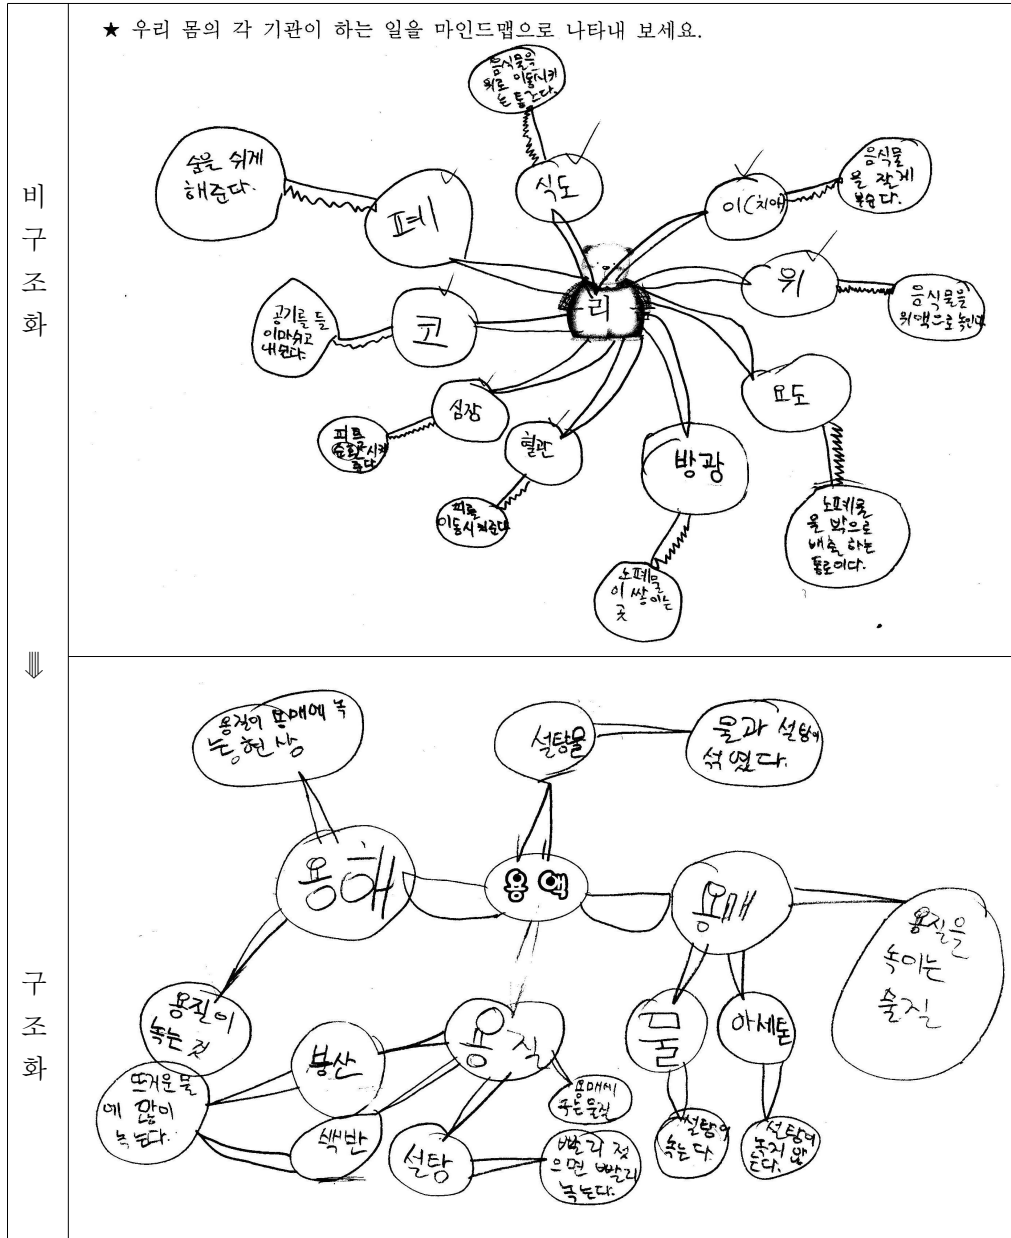 ★ 우리 몸의 각 기관이 하는 일을 마인드맵으로 나타내 보세요.
비
구
조
화
⇓
구
조
화
음식물을
위로 이동시키
는 통로다.
식도
숨을 쉬게
해준다.
폐
이(치아)
음식물
을 잘게
부순다.
위
음식물을
위액으로 녹인다
리
공기를 들
이마쉬고
내쉰다.
코
요도
노폐물
을 밖으로
배출 하는
통로이다.
심장
피를
순환시켜
준다
혈관
피를
이동시켜준다
방광
노폐물
이 쌓이는
곳
용질이 용매에 녹
는 현상
설탕물
물과 설탕이
섞였다.
용해
용액
용매
용질을
녹이는
물질
용질이
녹는 것
용질
물
아세톤
붕산
뜨거운 물
에 많이
녹는다.
백반
설탕
빨리 젓
으면 빨리
녹는다.
설탕이
녹는다.
설탕이
녹지 않
는다.